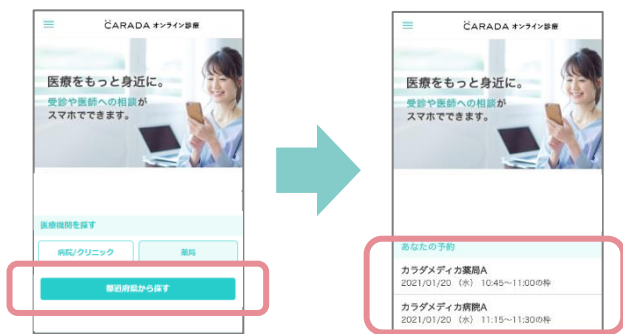 CARADA オンライン診療
医療をもっと身近に。
受診や医師への相談が
スマホでできます。
医療機関を探す
病院/クリニック
薬局
都道府県から探す
CARADA オンライン診療
医療をもっと身近に。
受診や医師への相談が
スマホでできます。
あなたの予約
カラダメディカ薬局A
2021/01/20 （水） 10:45~11:00の枠
カラダメディカ病院A
2021/01/20 （水） 11:15~11:30の枠